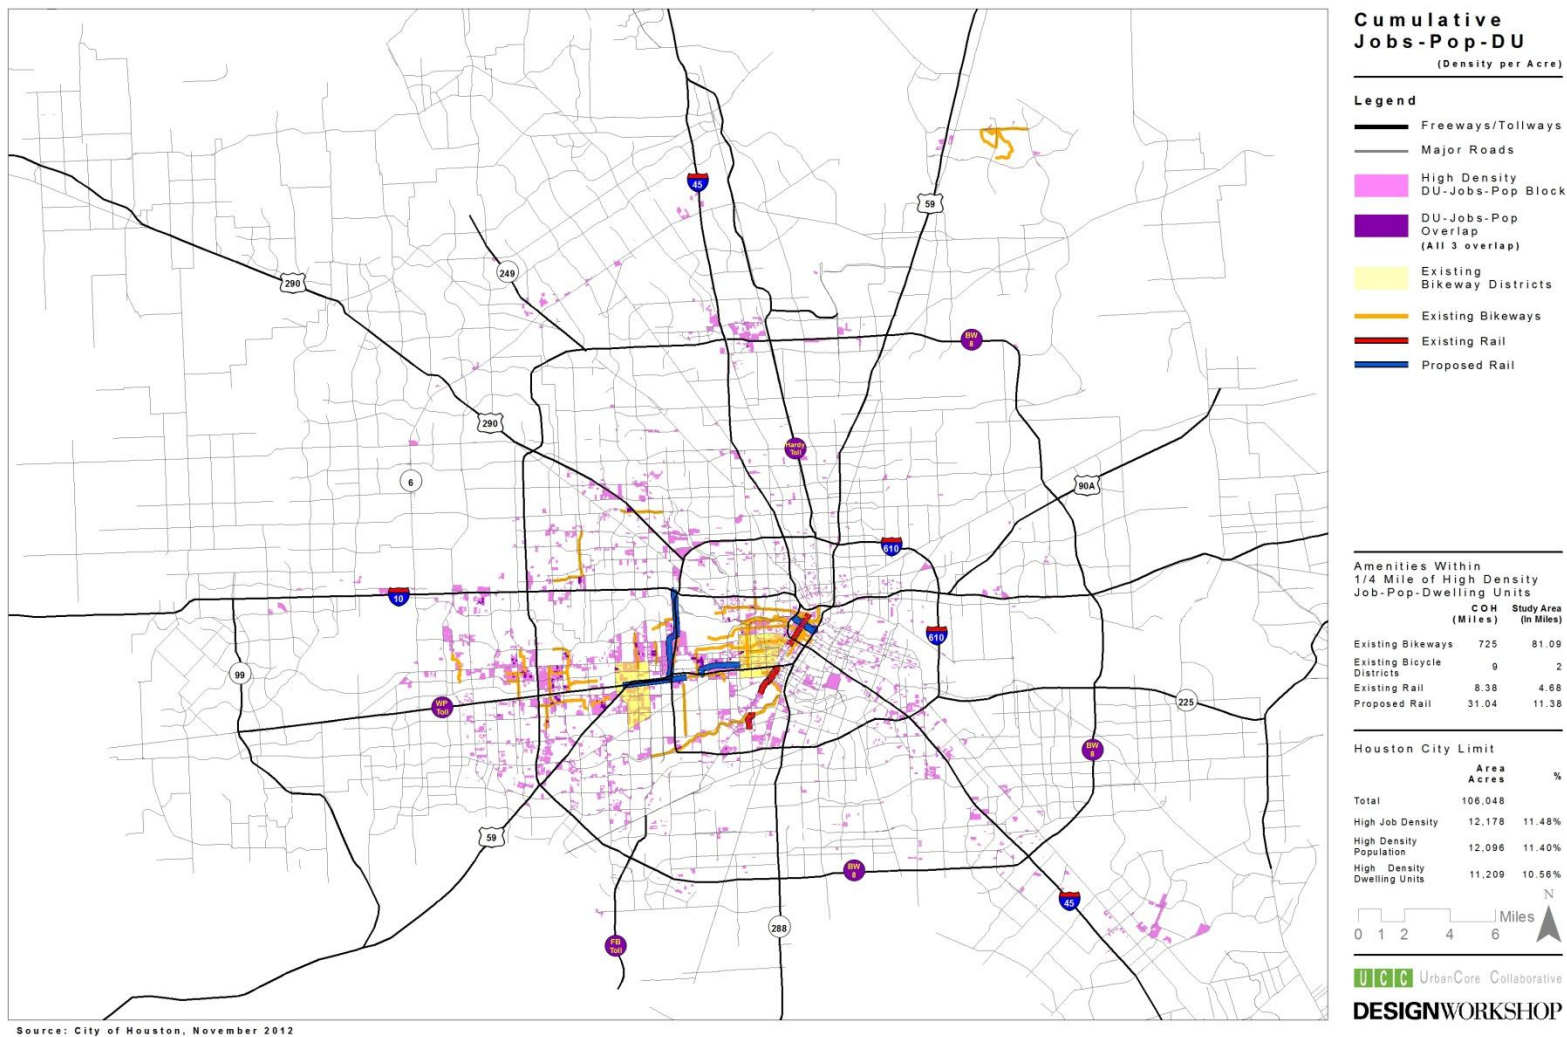 Cumulative
Jobs-Pop-DU
(Density per Acre)
Legend
Freeways/Tollways
Major Roads
High Density
DU-Jobs-Pop Block
DU-Jobs-Pop
Overlap
(All 3 overlap)
Existing
Bikeway Districts
Existing Bikeways
Existing Rail
Proposed Rail
45
59
249
290
BW
8
290
Hardy
Toll
6
90A
610
10
610
99
WP
Toll
225
BW
8
59
BW
8
45
288
FB
Toll
Amenities Within
1/4 Mile of High Density
Job-Pop-Dwelling Units
COH Study Area
(Miles) (In Miles)
Existing Bikeways 725 81.09
Existing Bicycle
Districts 9 2
Existing Rail 8.38 4.68
Proposed Rail 31.04 11.38
Houston City Limit
Area
Acres %
Total 106,048
High Job Density 12,178 11.48%
High Density
Population 12,096 11.40%
High Density
Dwelling Units 11,209 10.56%
N
Miles
0 1 2 4 6
UCC UrbanCore Collaborative
DESIGNWORKSHOP
Source: City of Houston, November 2012